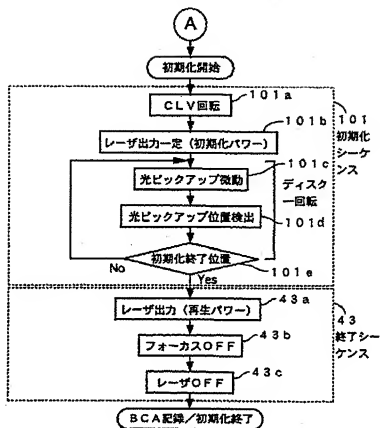 A
初期化開始
CLV回転
101a
101b
レーザ出力一定(初期化パワー)
101c
光ピックアップ微動
101d
光ピックアップ位置検出
ディスク
一回転
初期化終了位置
101e
No
Yes
101
初期化
シーケ
ンス
レーザ出力(再生パワー)
43a
43b
フォーカスOFF
43c
レーザOFF
43
終了シー
ケンス
BCA記録/初期化終了